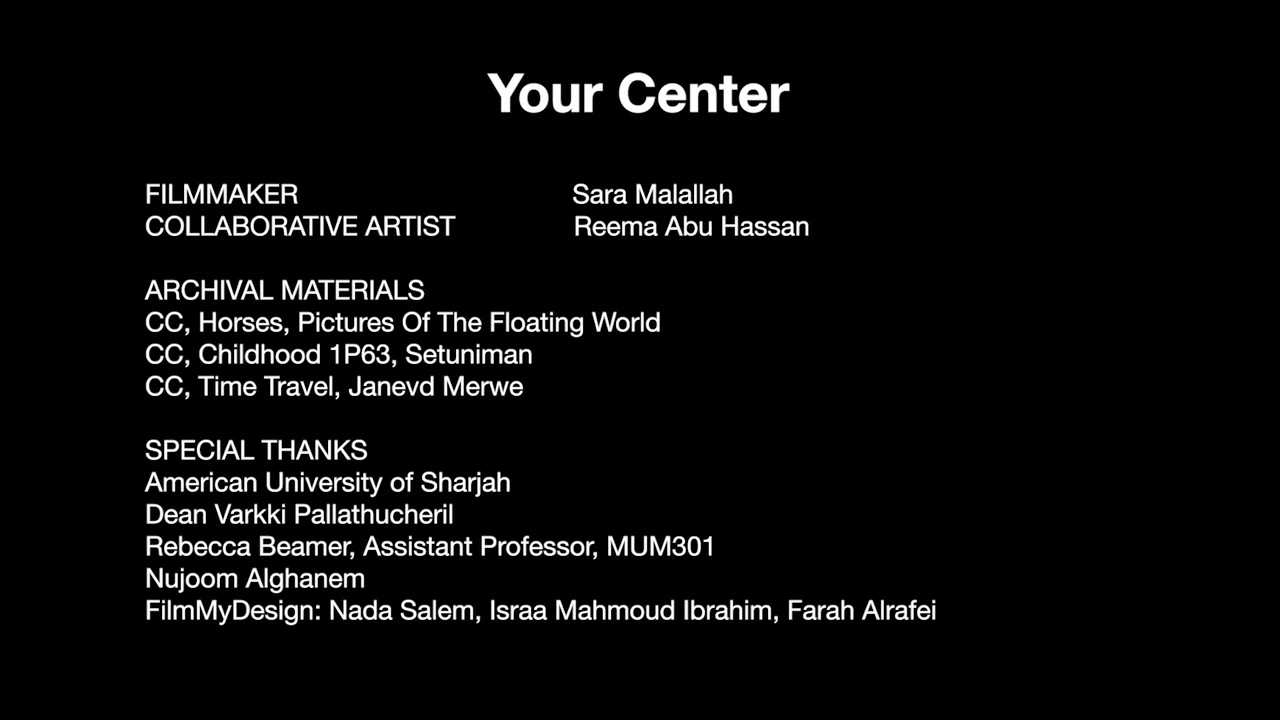 Your Center
FILMMAKER Sara Malallah
COLLABORATIVE ARTIST Reema Abu Hassan
ARCHIVAL MATERIALS
CC, Horses, Pictures Of The Floating World
CC, Childhood 1P63, Setuniman
CC, Time Travel, Janevd Merwe
SPECIAL THANKS
American University of Sharjah
Dean Varkki Pallathucheril
Rebecca Beamer, Assistant Professor, MUM301
Nujoom Alghanem
FilmMyDesign: Nada Salem, Israa Mahmoud Ibrahim, Farah Alrafei